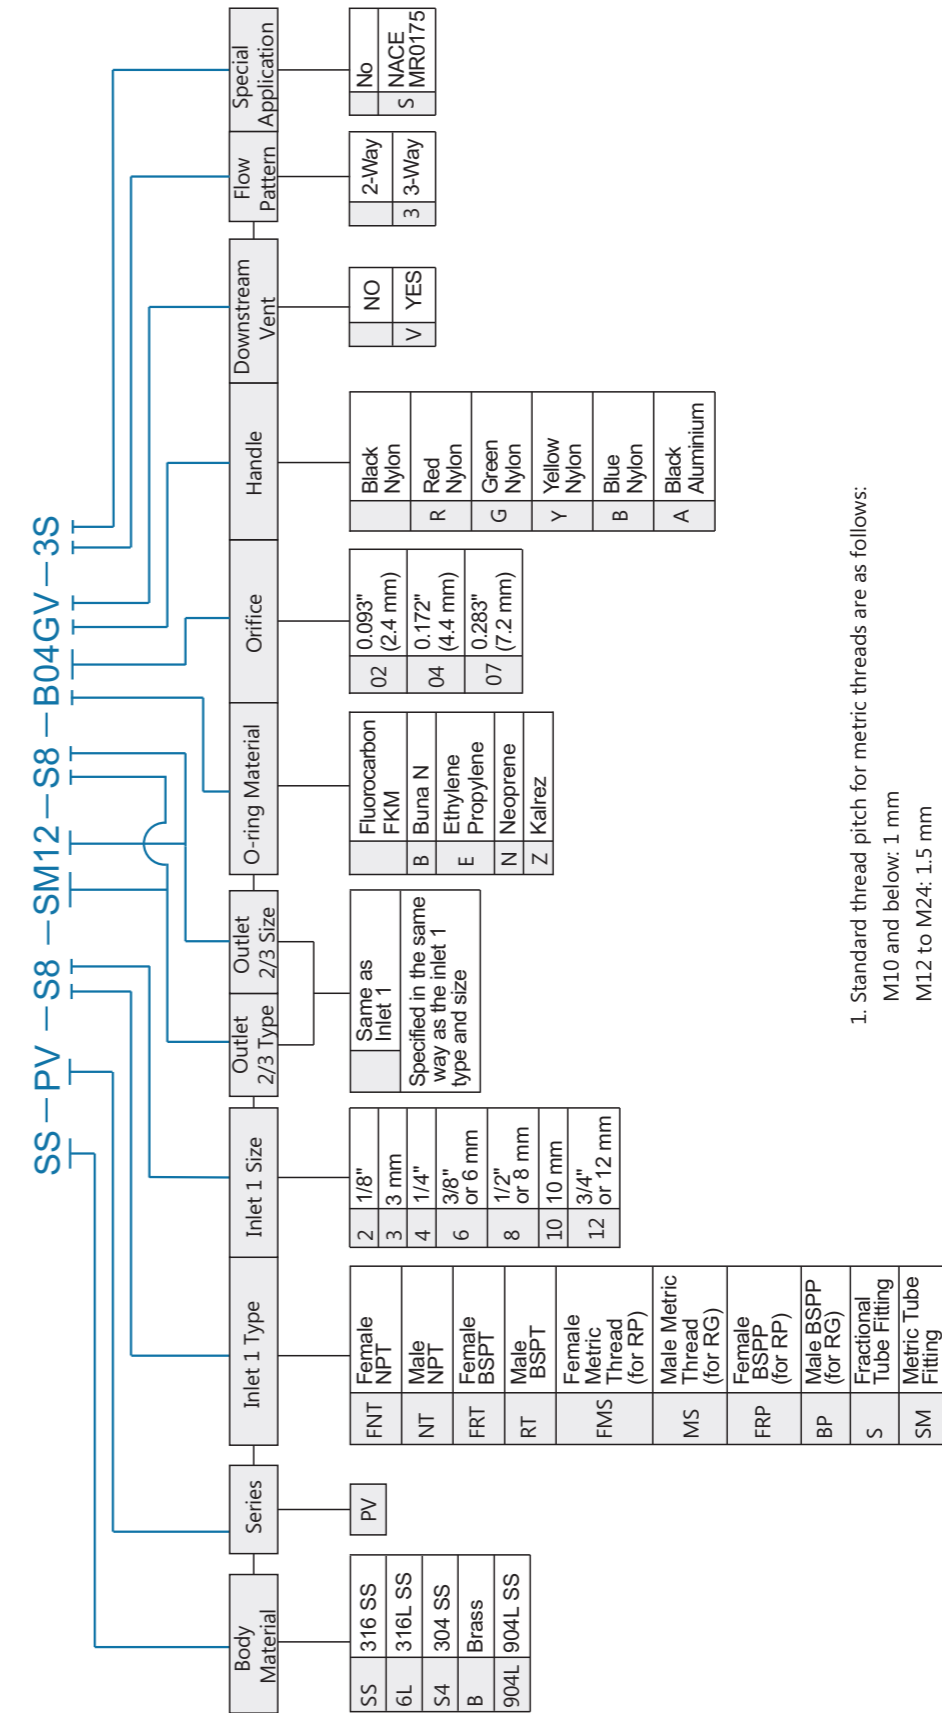 SS－PV－S8－SM12－S8－B04GV－3S
Body
Material
Series
Inlet 1 Type
Inlet 1 Size
Outlet
2/3 Type
Outlet
2/3 Size
O-ring Material
Orifice
Handle
Downstream
Vent
Flow
Pattern
Special
Application
SS 316 SS
6L 316L SS
S4 304 SS
B Brass
904L 904L SS
PV
FNT Female
NPT
NT Male
NPT
FRT Female
BSPT
RT Male
BSPT
FMS Female
Metric
Thread
(for RP)
MS Male Metric
Thread
(for RG)
FRP Female
BSPP
(for RP)
BP Male BSPP
(for RG)
S Fractional
Tube Fitting
SM Metric Tube
Fitting
2 1/8"
3 3 mm
4 1/4"
6 3/8"
or 6 mm
8 1/2"
or 8 mm
10 10 mm
12 3/4"
or 12 mm
Same as
Inlet 1
Specified in the same
way as the inlet 1
type and size
Fluorocarbon
FKM
B Buna N
E Ethylene
Propylene
N Neoprene
Z Kalrez
02 0.093"
(2.4 mm)
04 0.172"
(4.4 mm)
07 0.283"
(7.2 mm)
Black
Nylon
R Red
Nylon
G Green
Nylon
Y Yellow
Nylon
B Blue
Nylon
A Black
Aluminium
NO
V YES
2-Way
3 3-Way
No
S NACE
MR0175
1. Standard thread pitch for metric threads are as follows:
M10 and below: 1 mm
M12 to M24: 1.5 mm